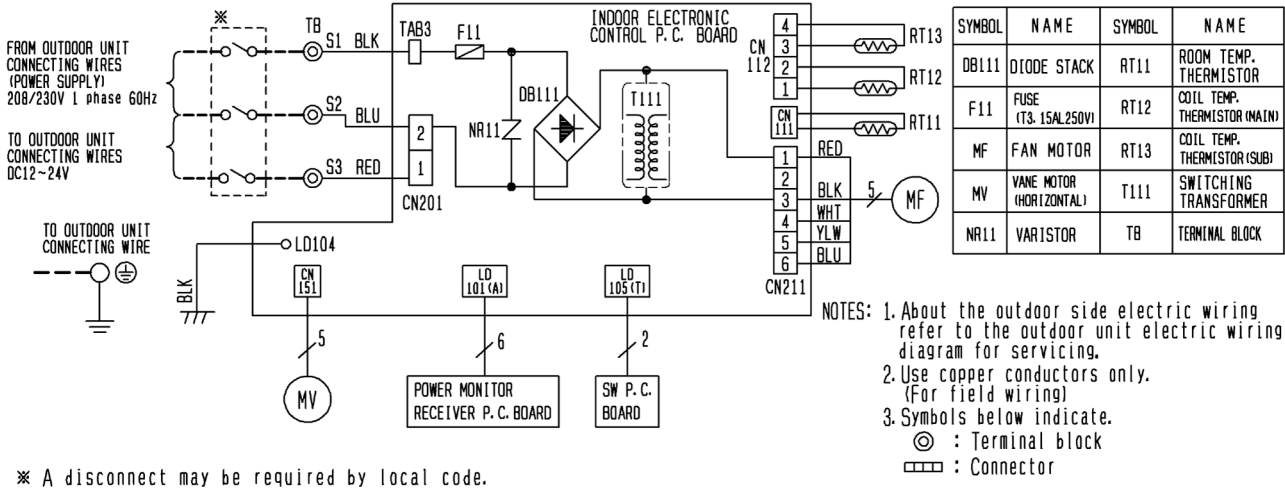 ※
FROM OUTDOOR UNIT
CONNECTING WIRES
(POWER SUPPLY)
208/230V 1 phase 60Hz
TO OUTDOOR UNIT
CONNECTING WIRES
DC12~24V
TB
S1 BLK
S2
BLU
S3 RED
TAB3
F11
2
1
CN201
NR11
DB111
T111
INDOOR ELECTRONIC
CONTROL P.C. BOARD
CN
112
4
3
2
1
RT13
RT12
CN
111
RT11
1
2
3
4
5
6
CN211
RED
BLK
WHT
YLW
BLU
5
MF
TO OUTDOOR UNIT
CONNECTING WIRE
BLK
LD104
CN
151
5
MV
LD
101(A)
6
POWER MONITOR
RECEIVER P.C. BOARD
LD
105(T)
2
SW P.C.
BOARD
SYMBOL NAME SYMBOL NAME
DB111 DIODE STACK RT11 ROOM TEMP.
THERMISTOR
F11 FUSE
(T3.15AL250V) RT12 COIL TEMP.
THERMISTOR(MAIN)
MF FAN MOTOR RT13 COIL TEMP.
THERMISTOR(SUB)
MV VANE MOTOR
(HORIZONTAL) T111 SWITCHING
TRANSFORMER
NR11 VARISTOR TB TERMINAL BLOCK
NOTES: 1. About the outdoor side electric wiring
refer to the outdoor unit electric wiring
diagram for servicing.
2. Use copper conductors only.
(For field wiring)
3. Symbols below indicate.
◎ : Terminal block
: Connector
※ A disconnect may be required by local code.